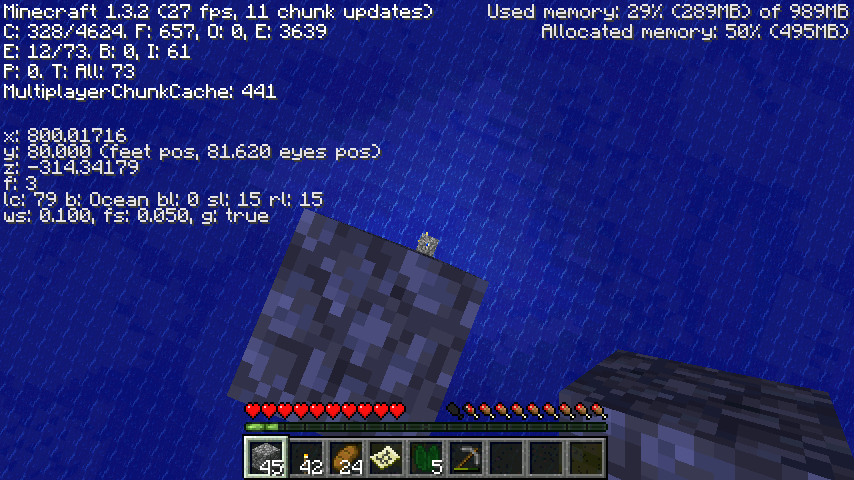 Minecraft 1.3.2 (27 fps, 11 chunk updates)
C: 328/4624. F: 657, O: 0, E: 3639
E: 12/73. B: 0, I: 61
P: 0. T: All: 73
MultiplayerChunkCache: 441
Used memory: 29% (289MB) of 989MB
Allocated memory: 50% (495MB)
x: 800.01716
y: 80.000 (feet pos, 81.620 eyes pos)
z: -314.34179
f: 3
lc: 79 b: Ocean bl: 0 sl: 15 rl: 15
ws: 0.100, fs: 0.050, g: true
45 42 24 5